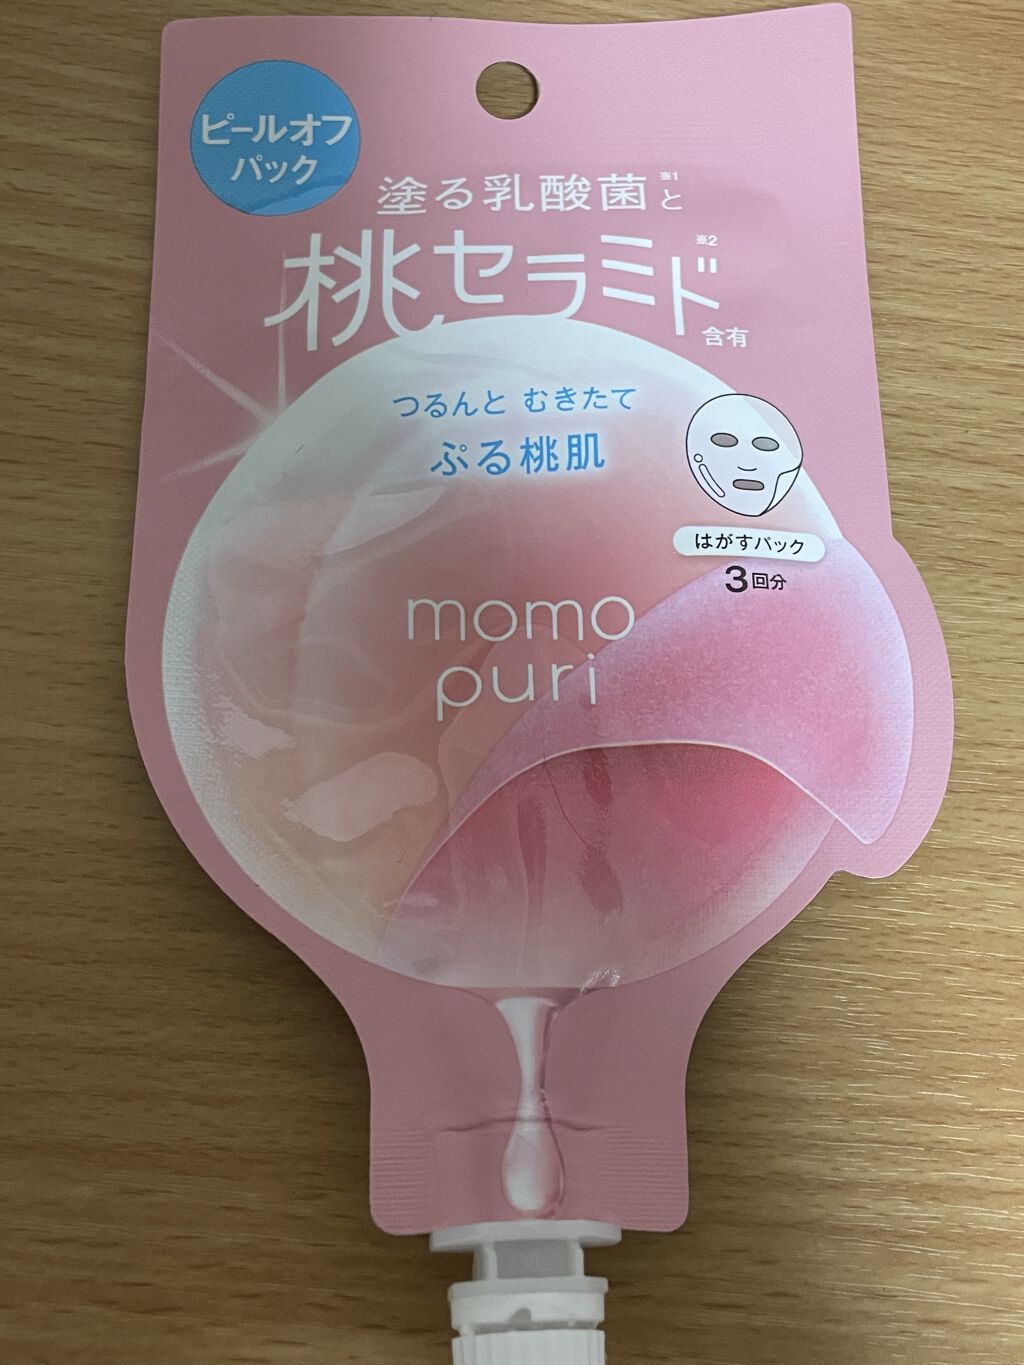 ピールオフ
パック
塗る乳酸菌※1と
桃セラミド※2
含有
つるんと むきたて
ぷる桃肌
はがすパック
3回分
momo
puri